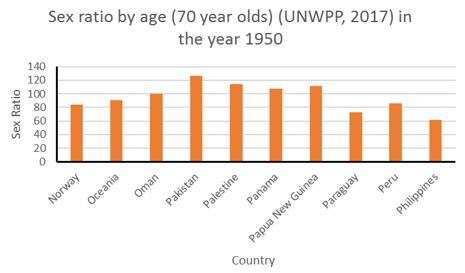 Sex ratio by age (70 year olds) (UNWPP, 2017) in
the year 1950
Sex Ratio
140
120
100
80
60
40
20
0
Norway
Oceania
Oman
Pakistan
Palestine
Panama
Papua New Guinea
Paraguay
Peru
Philippines
Country